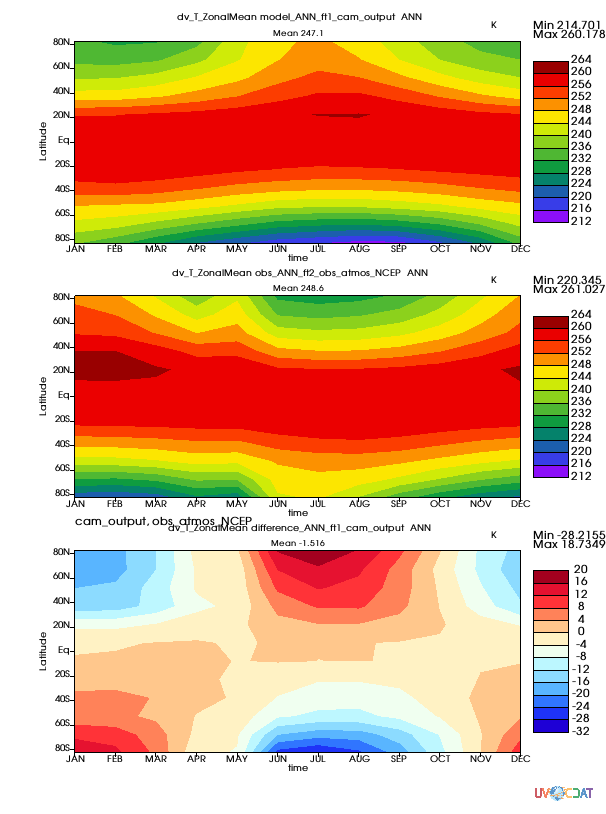 dv_T_ZonalMean model_ANN_ft1_cam_output ANN
Mean 247.1
K
Min 214.701
Max 260.178
80N
60N
40N
20N
Eq
20S
40S
60S
80S
Latitude
JAN FEB MAR APR MAY JUN JUL AUG SEP OCT NOV DEC
time
264
260
256
252
248
244
240
236
232
228
224
220
216
212
dv_T_ZonalMean obs_ANN_ft2_obs_atmos_NCEP ANN
Mean 248.6
K
Min 220.345
Max 261.027
80N
60N
40N
20N
Eq
20S
40S
60S
80S
Latitude
JAN FEB MAR APR MAY JUN JUL AUG SEP OCT NOV DEC
time
264
260
256
252
248
244
240
236
232
228
224
220
216
212
cam_output, obs_atmos_NCEP
dv_T_ZonalMean difference_ANN_ft1_cam_output ANN
Mean -1.516
K
Min -28.2155
Max 18.7349
80N
60N
40N
20N
Eq
20S
40S
60S
80S
Latitude
JAN FEB MAR APR MAY JUN JUL AUG SEP OCT NOV DEC
time
20
16
12
8
4
0
-4
-8
-12
-16
-20
-24
-28
-32
UV CDAT